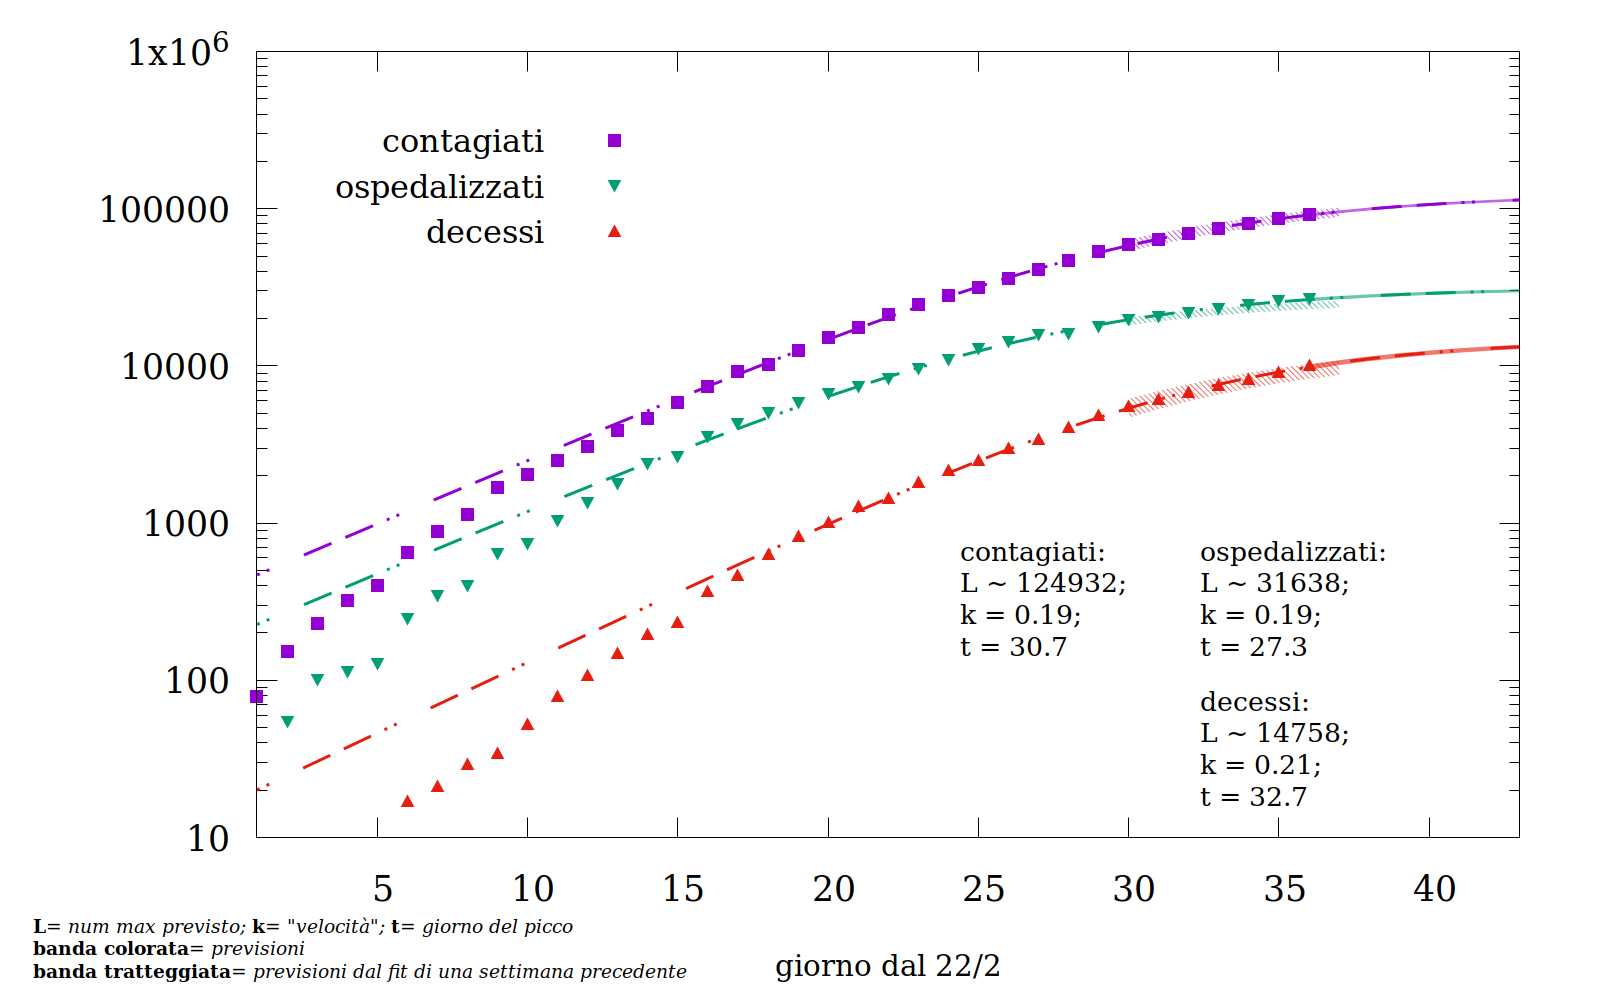 1x10⁶
100000
10000
1000
100
10
contagiati
ospedalizzati
decessi
contagiati:
L ~ 124932;
k = 0.19;
t = 30.7
ospedalizzati:
L ~ 31638;
k = 0.19;
t = 27.3
decessi:
L ~ 14758;
k = 0.21;
t = 32.7
5 10 15 20 25 30 35 40
L= num max previsto; k= "velocità"; t= giorno del picco
banda colorata= previsioni
banda tratteggiata= previsioni dal fit di una settimana precedente
giorno dal 22/2